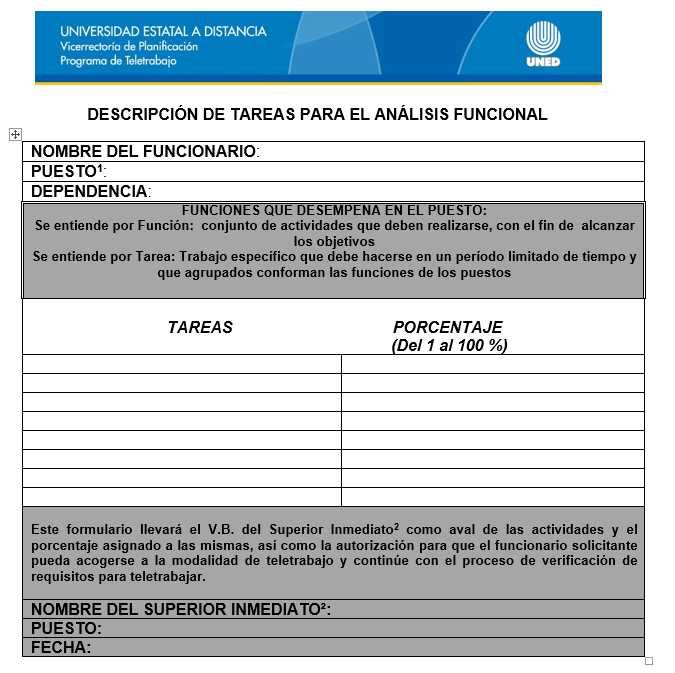 UNIVERSIDAD ESTATAL A DISTANCIA
Vicerrectoría de Planificación
Programa de Teletrabajo
UNED
DESCRIPCIÓN DE TAREAS PARA EL ANÁLISIS FUNCIONAL
NOMBRE DEL FUNCIONARIO:
PUESTO¹:
DEPENDENCIA:
FUNCIONES QUE DESEMPENA EN EL PUESTO:
Se entiende por Función: conjunto de actividades que deben realizarse, con el fin de alcanzar
los objetivos
Se entiende por Tarea: Trabajo específico que debe hacerse en un período limitado de tiempo y
que agrupados conforman las funciones de los puestos
TAREAS
PORCENTAJE
(Del 1 al 100 %)
Este formulario llevará el V.B. del Superior Inmediato² como aval de las actividades y el
porcentaje asignado a las mismas, así como la autorización para que el funcionario solicitante
pueda acogerse a la modalidad de teletrabajo y continúe con el proceso de verificación de
requisitos para teletrabajar.
NOMBRE DEL SUPERIOR INMEDIATO²:
PUESTO:
FECHA: